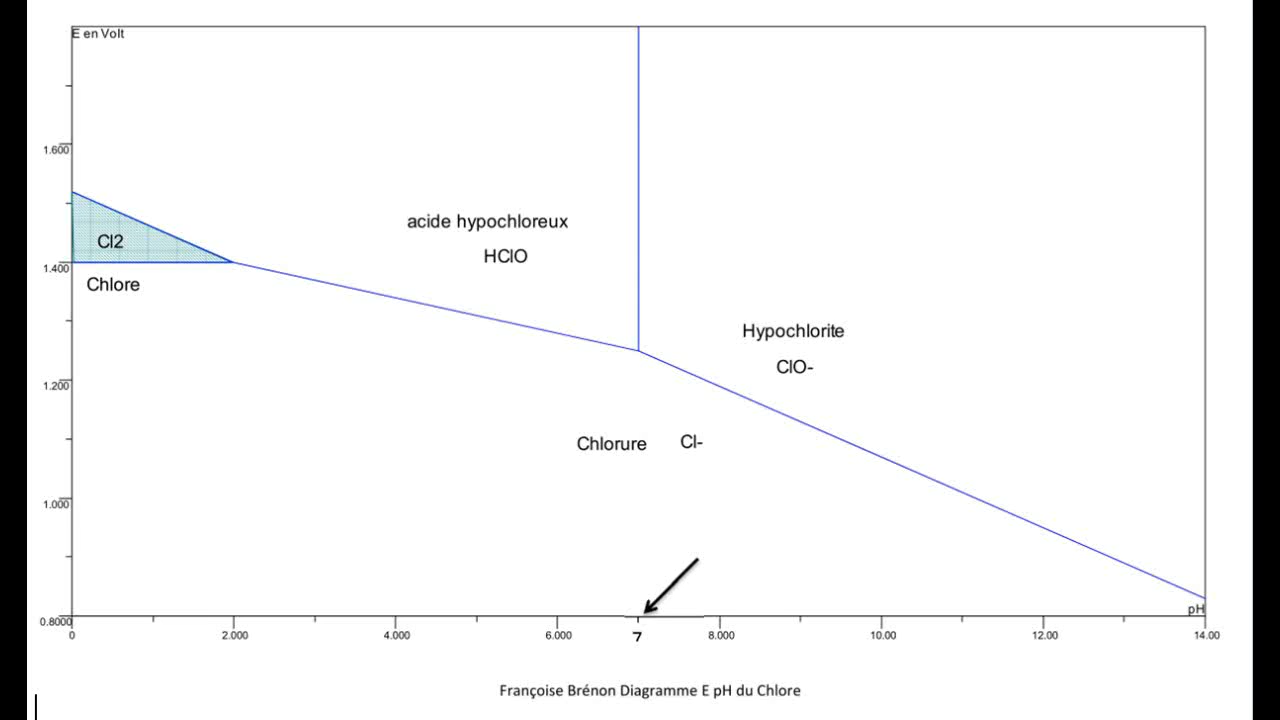 E en Volt
1.600
acide hypochloreux
Cl2
HClO
1.400
Chlore
Hypochlorite
ClO-
1.200
Chlorure Cl-
1.000
pH
0.8000
0 2.000 4.000 6.000 7 8.000 10.00 12.00 14.00
Françoise Brénon Diagramme E pH du Chlore